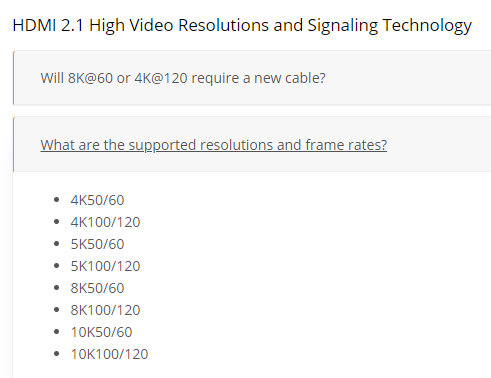 HDMI 2.1 High Video Resolutions and Signaling Technology
Will 8K@60 or 4K@120 require a new cable?
What are the supported resolutions and frame rates?
• 4K50/60
• 4K100/120
• 5K50/60
• 5K100/120
• 8K50/60
• 8K100/120
• 10K50/60
• 10K100/120